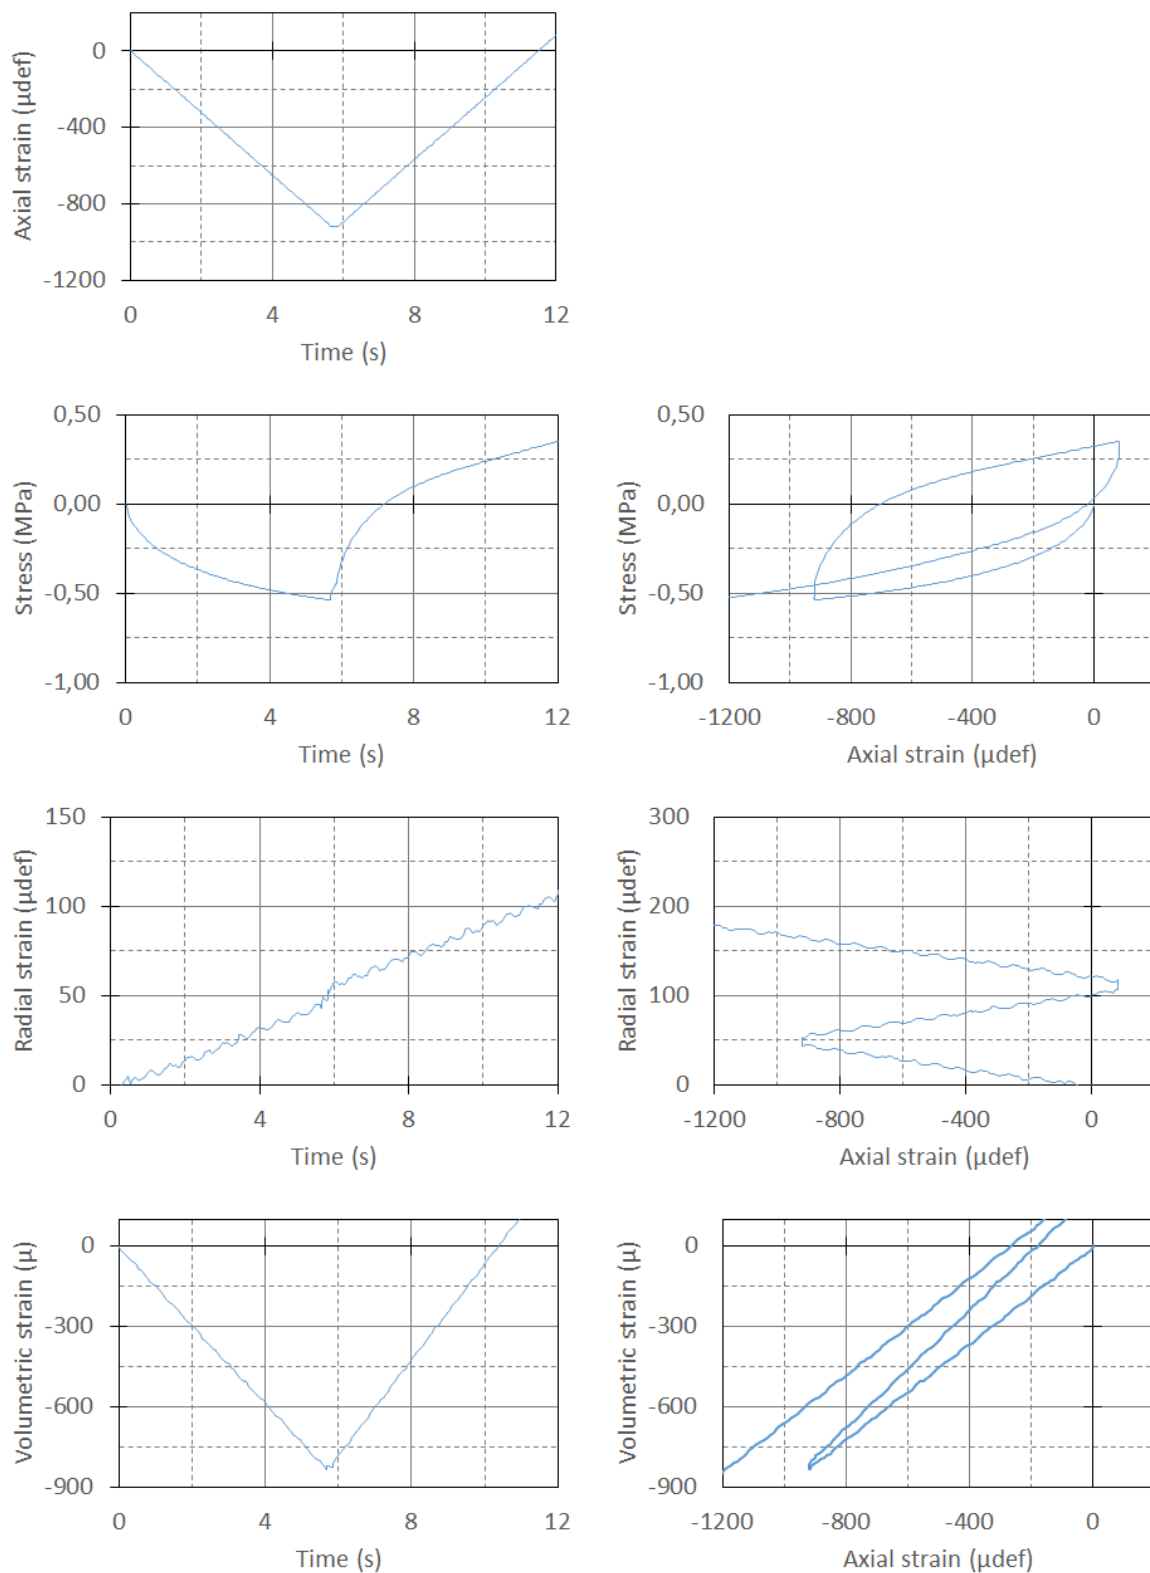 Axial strain (μdef)
0
-400
-800
-1200
0 4 8 12
Time (s)
Stress (MPa)
0,50
0,00
-0,50
-1,00
0 4 8 12
Time (s)
Stress (MPa)
0,50
0,00
-0,50
-1,00
-1200 -800 -400 0
Axial strain (μdef)
Radial strain (μdef)
150
100
50
0
0 4 8 12
Time (s)
Radial strain (μdef)
300
200
100
0
-1200 -800 -400 0
Axial strain (μdef)
Volumetric strain (μ)
0
-300
-600
-900
0 4 8 12
Time (s)
Volumetric strain (μ)
0
-300
-600
-900
-1200 -800 -400 0
Axial strain (μdef)